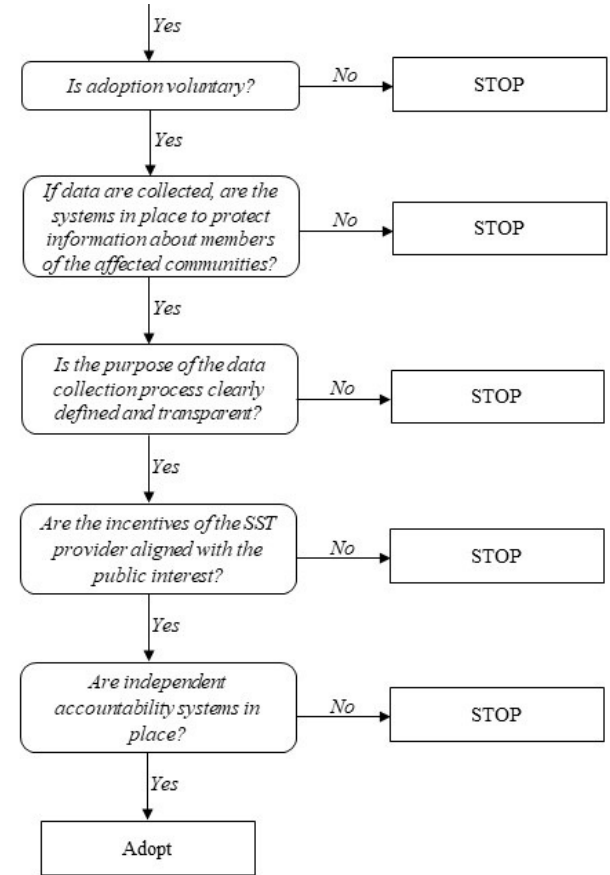 Yes
Is adoption voluntary?
No
STOP
Yes
If data are collected, are the
systems in place to protect
information about members
of the affected communities?
No
STOP
Yes
Is the purpose of the data
collection process clearly
defined and transparent?
No
STOP
Yes
Are the incentives of the SST
provider aligned with the
public interest?
No
STOP
Yes
Are independent
accountability systems in
place?
No
STOP
Yes
Adopt